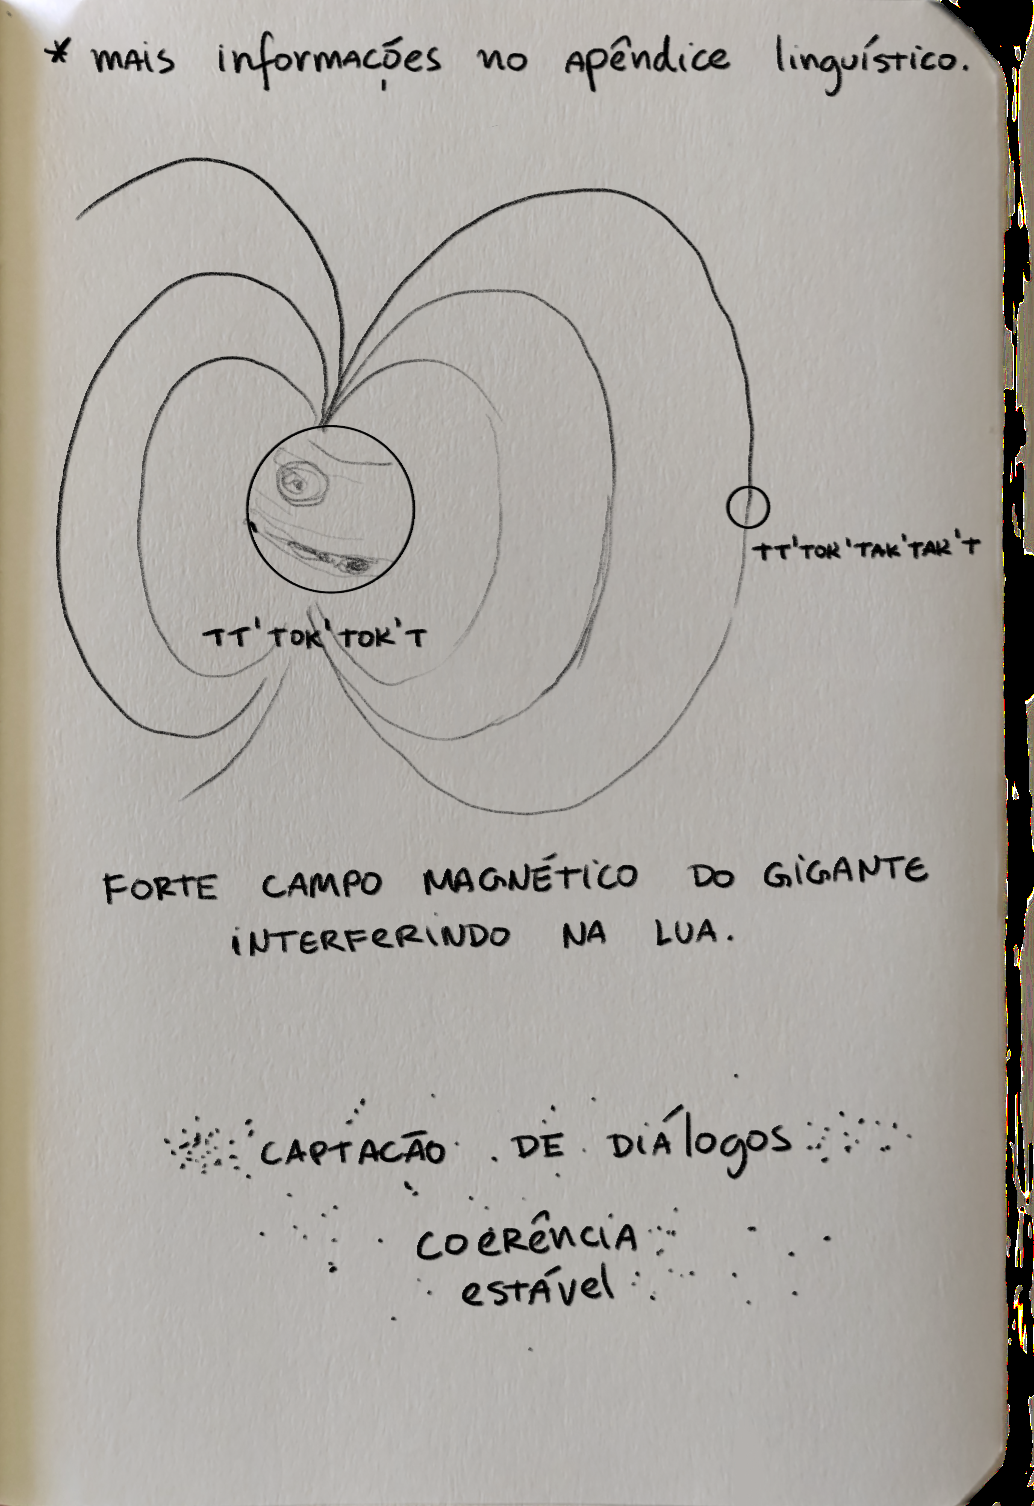 * mais informações no apêndice linguístico.
TT'TOK'TAK'TAK'T
TT'TOK'TOK'T
FORTE CAMPO MAGNÉTICO DO GIGANTE
INTERFERINDO NA LUA.
CAPTAÇÃO DE DIÁlogos
COERÊNCIA
estável